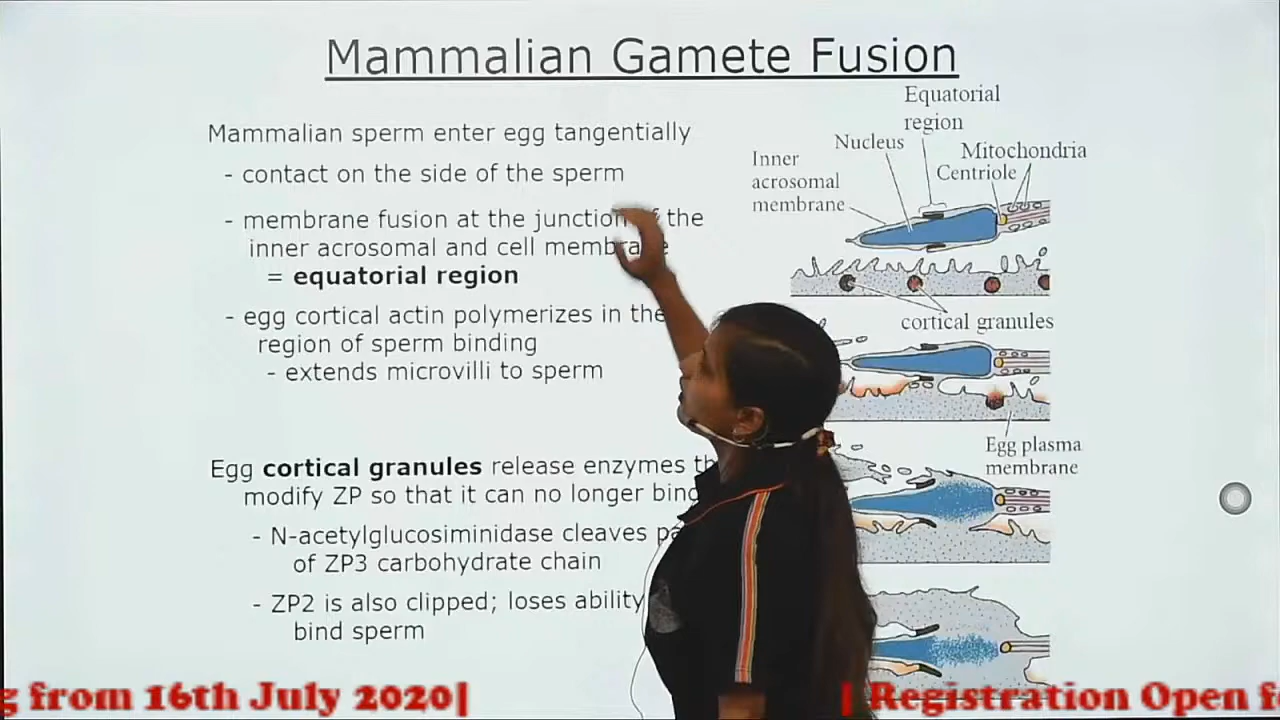 Mammalian Gamete Fusion
Mammalian sperm enter egg tangentially
- contact on the side of the sperm
- membrane fusion at the junction of the
inner acrosomal and cell membrane
= equatorial region
- egg cortical actin polymerizes in the
region of sperm binding
- extends microvilli to sperm
Egg cortical granules release enzymes
modify ZP so that it can no longer
- N-acetylglucosiminidase cleaves
of ZP3 carbohydrate chain
- ZP2 is also clipped; loses ability
bind sperm
Equatorial
region
Nucleus
Mitochondria
Centriole
Inner
acrosomal
membrane
cortical granules
Egg plasma
membrane
from 16th July 2020|
| Registration Open